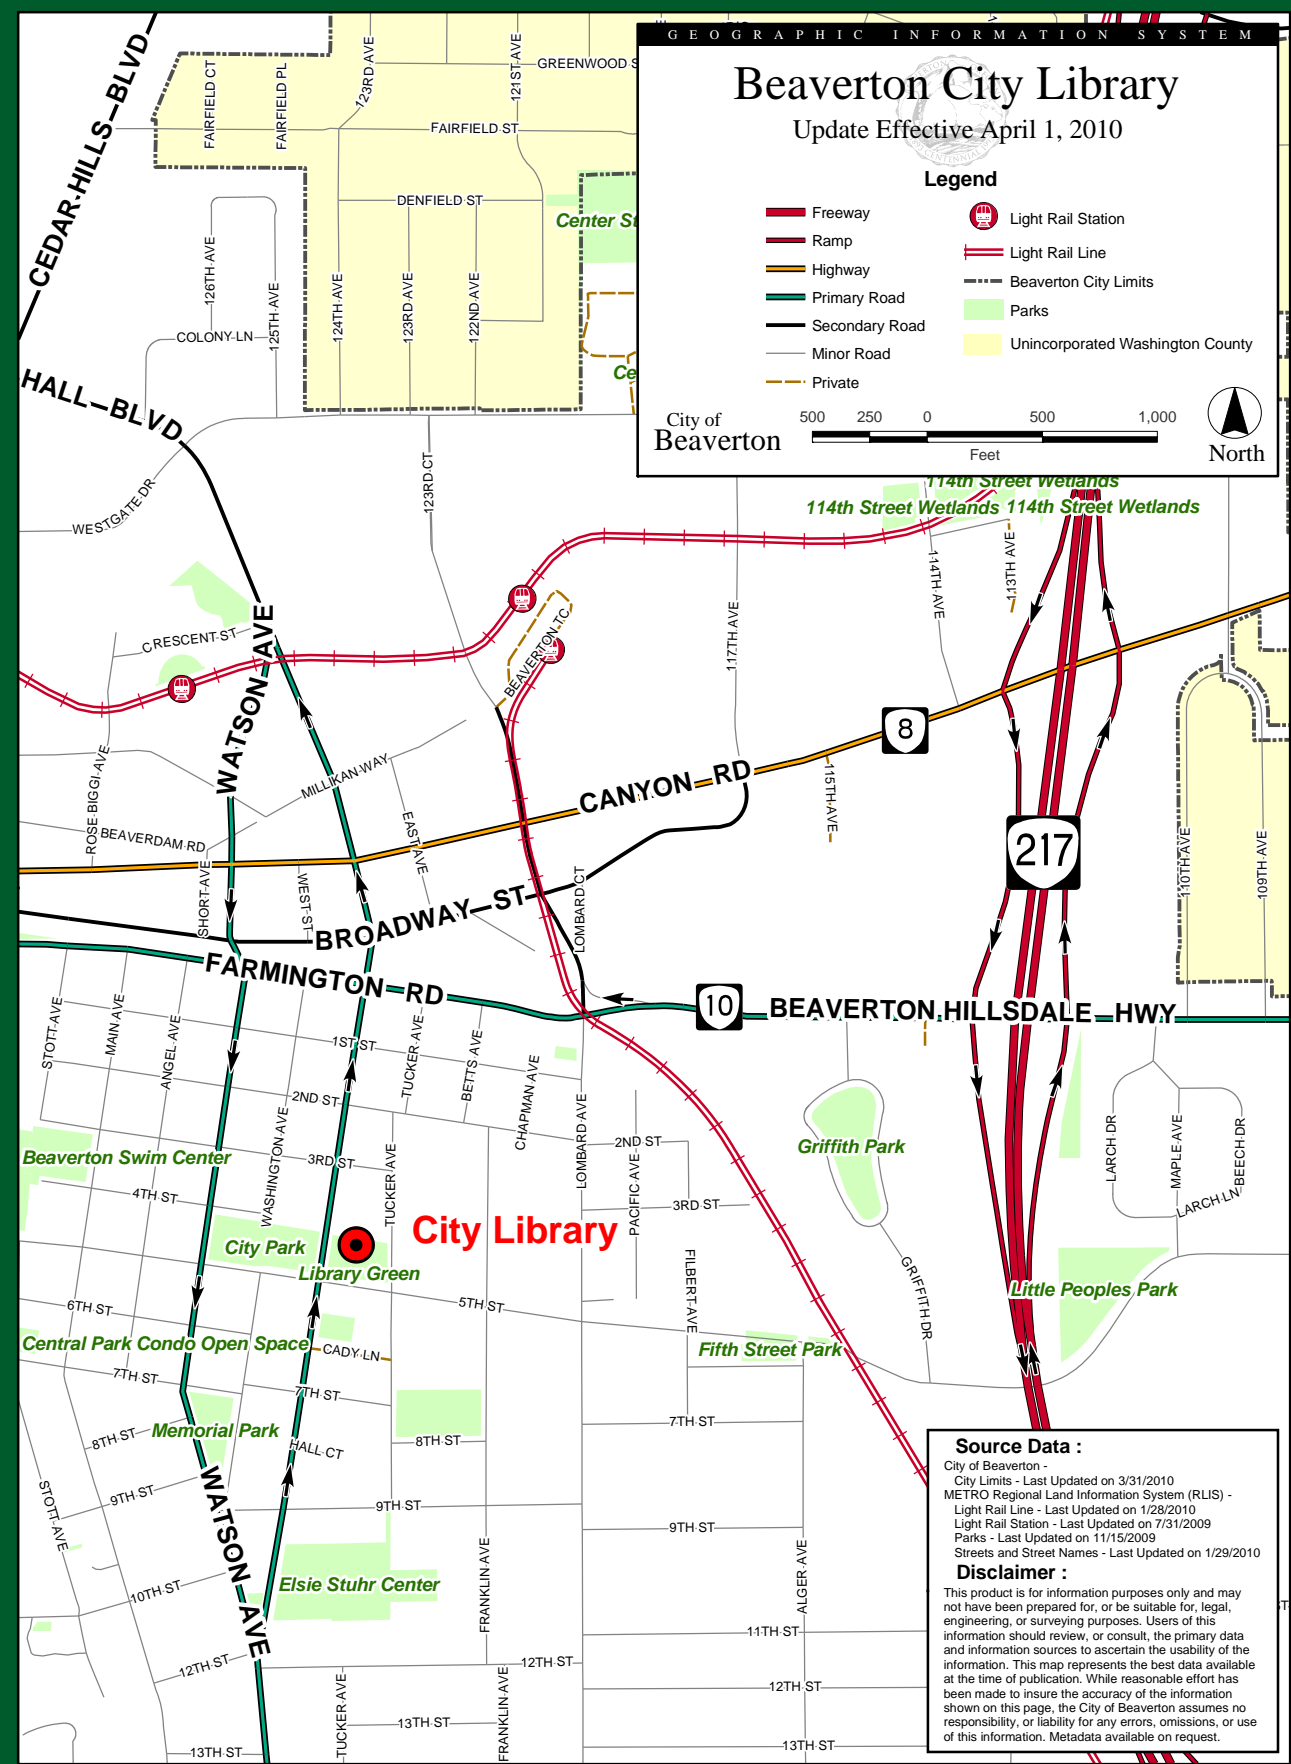 GEOGRAPHIC INFORMATION SYSTEM
Beaverton City Library
Update Effective April 1, 2010
Legend
Freeway
Ramp
Highway
Primary Road
Secondary Road
Minor Road
Private
Light Rail Station
Light Rail Line
Beaverton City Limits
Parks
Unincorporated Washington County
City of
Beaverton
500 250 0 500 1,000
Feet
North
CEDAR HILLS BLVD
FAIRFIELD CT
FAIRFIELD PL
123RD AVE
121ST AVE
GREENWOOD S
FAIRFIELD ST
DENFIELD ST
Center St
126TH AVE
125TH AVE
124TH AVE
123RD AVE
122ND AVE
COLONY LN
Ce
HALL BLVD
123RD CT
WESTGATE DR
114th Street Wetlands
114th Street Wetlands
114th Street Wetlands
114TH AVE
113TH AVE
117TH AVE
CRESCENT ST
WATSON AVE
BEAVERTON TC
8
CANYON RD
115TH AVE
217
110TH AVE
109TH AVE
ROSE BIGGI AVE
MILLIKAN WAY
BEAVERDAM RD
EAST AVE
SHORT AVE
WEST ST
BROADWAY ST
LOMBARD CT
FARMINGTON RD
10
BEAVERTON HILLSDALE HWY
STOTT AVE
MAIN AVE
ANGEL AVE
1ST ST
TUCKER AVE
BETTS AVE
CHAPMAN AVE
2ND ST
WASHINGTON AVE
LOMBARD AVE
2ND ST
PACIFIC AVE
Griffith Park
LARCH DR
MAPLE AVE
BEECH DR
LARCH LN
Beaverton Swim Center
3RD ST
TUCKER AVE
4TH ST
3RD ST
City Park
City Library
Library Green
FILBERT AVE
GRIFFITH DR
Little Peoples Park
6TH ST
5TH ST
Central Park Condo Open Space
CADY LN
Fifth Street Park
7TH ST
7TH ST
Memorial Park
8TH ST
HALL CT
8TH ST
7TH ST
STOTT AVE
9TH ST
WATSON AVE
9TH ST
9TH ST
FRANKLIN AVE
ALGER AVE
Elsie Stuhr Center
10TH ST
11TH ST
12TH ST
12TH ST
12TH ST
TUCKER AVE
FRANKLIN AVE
13TH ST
13TH ST
13TH ST
Source Data :
City of Beaverton -
City Limits - Last Updated on 3/31/2010
METRO Regional Land Information System (RLIS) -
Light Rail Line - Last Updated on 1/28/2010
Light Rail Station - Last Updated on 7/31/2009
Parks - Last Updated on 11/15/2009
Streets and Street Names - Last Updated on 1/29/2010
Disclaimer :
This product is for information purposes only and may
not have been prepared for, or be suitable for, legal,
engineering, or surveying purposes. Users of this
information should review, or consult, the primary data
and information sources to ascertain the usability of the
information. This map represents the best data available
at the time of publication. While reasonable effort has
been made to insure the accuracy of the information
shown on this page, the City of Beaverton assumes no
responsibility, or liability for any errors, omissions, or use
of this information. Metadata available on request.